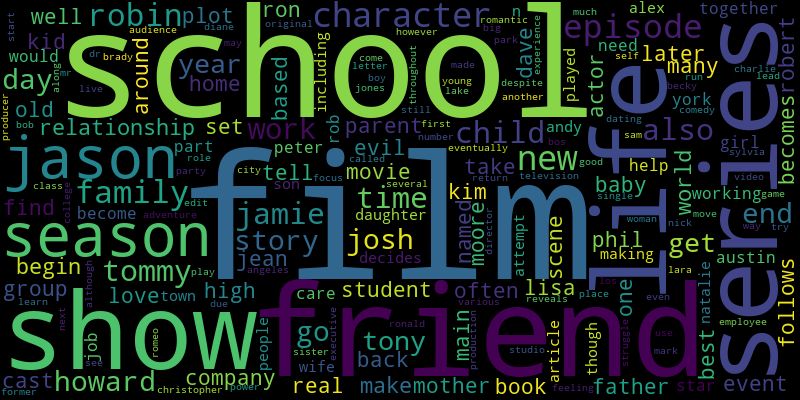 school
film
friend
show
series
life
season
jason
episode
character
robin
plot
ron
n
alex
together
well
kid
would
day
old
year
home
around
based
including
dave
need
played
actor
later
many
york
robert
becomes
relationship
set
work
parent
rob
child
andy
also
girl
part
role
peter
evil
tell
movie
take
new
help
world
family
find
become
jamie
time
daughter
kim
named
moore
baby
working
end
story
jean
josh
decides
scene
phil
making
get
austin
follows
begin
tommy
group
love
town
high
care
student
often
lisa
one
natalie
best
event
go
tony
main
people
job
back
article
though
cast
howard
company
wife
real
make
mother
book
father
star
start
audience
diane
original
however
romantic
much
big
park
may
brady
dr
mr
live
along
come
letter
boy
jones
throughout
still
despite
another
made
young
lake
experience
self
run
becky
comedy
charlie
lead
producer
bob
first
number
eventually
bos
called
return
television
good
dating
sam
sylvia
class
party
city
focus
several
son
single
video
game
college
edit
adventure
play
angeles
director
attempt
woman
nick
move
way
try
lara
los
learn
although
due
various
reveals
place
even
next
see
romeo
sister
executive
ronald
production
studio
struggle
use
mark
employee
former
christopher
power
feeling